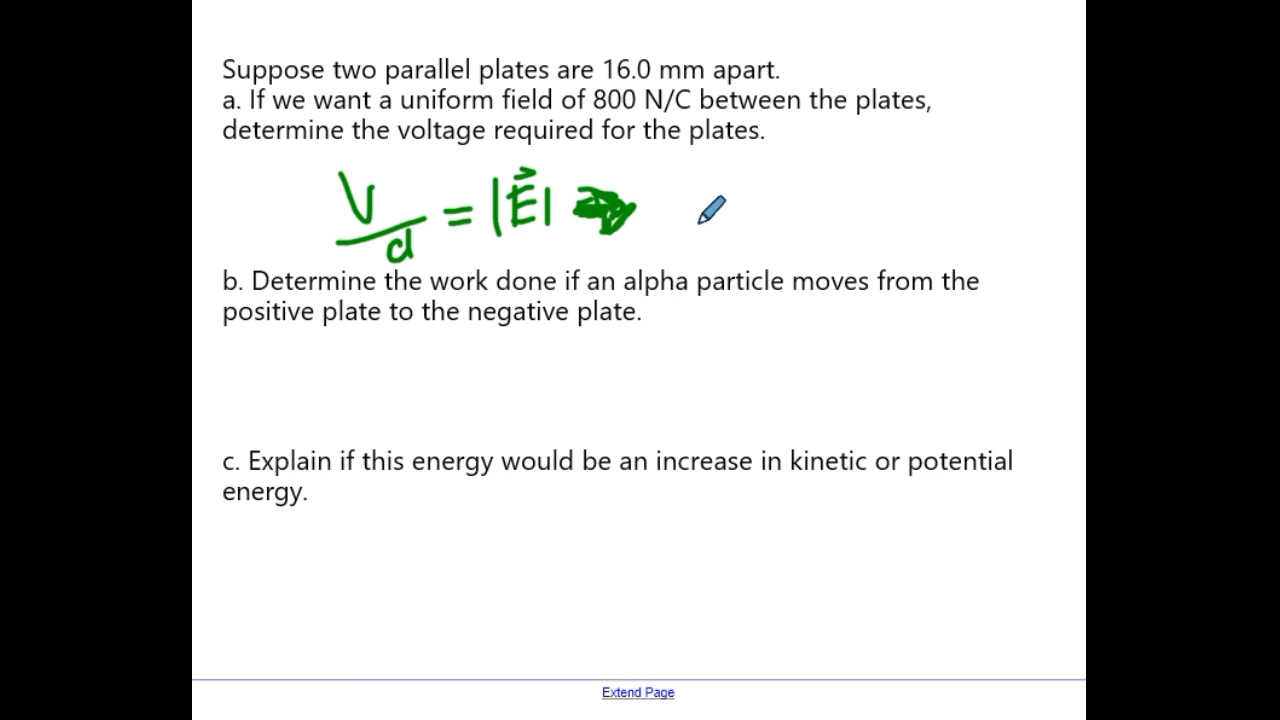 Suppose two parallel plates are 16.0 mm apart.
a. If we want a uniform field of 800 N/C between the plates,
determine the voltage required for the plates.
V/d = |E⃗|
b. Determine the work done if an alpha particle moves from the
positive plate to the negative plate.
c. Explain if this energy would be an increase in kinetic or potential
energy.
Extend Page